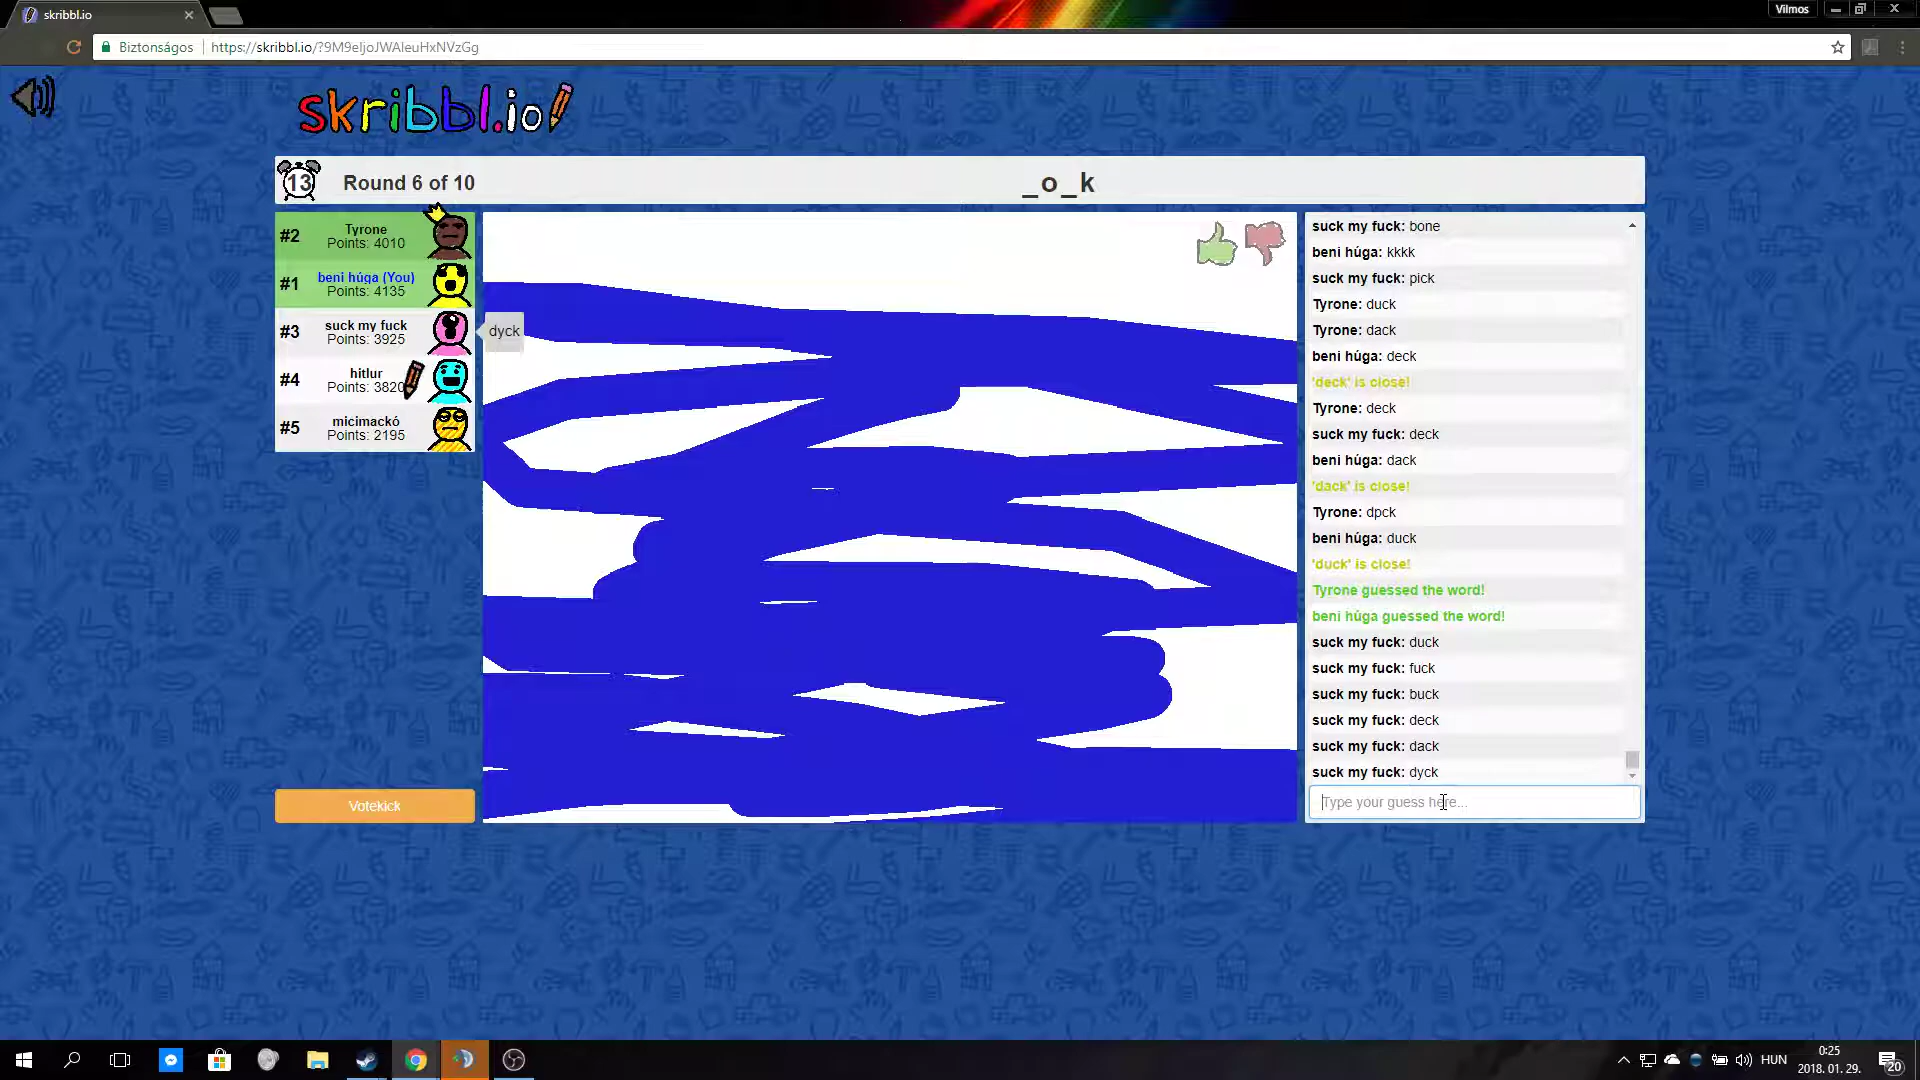 skribbl.io
Vilmos
Biztonságos
https://skribbl.io/?9M9eIjoJWAleuHxNVzGg
skribbl.io
13
Round 6 of 10
_o_k
#2
Tyrone
Points: 4010
#1
beni húga (You)
Points: 4135
#3
suck my fuck
Points: 3925
dyck
#4
hitlur
Points: 3820
#5
micimackó
Points: 2195
Votekick
suck my fuck: bone
beni húga: kkkk
suck my fuck: pick
Tyrone: duck
Tyrone: dack
beni húga: deck
'deck' is close!
Tyrone: deck
suck my fuck: deck
beni húga: dack
'dack' is close!
Tyrone: dpck
beni húga: duck
'duck' is close!
Tyrone guessed the word!
beni húga guessed the word!
suck my fuck: duck
suck my fuck: fuck
suck my fuck: buck
suck my fuck: deck
suck my fuck: dack
suck my fuck: dyck
Type your guess here...
HUN
0:25
2018. 01. 29.
20